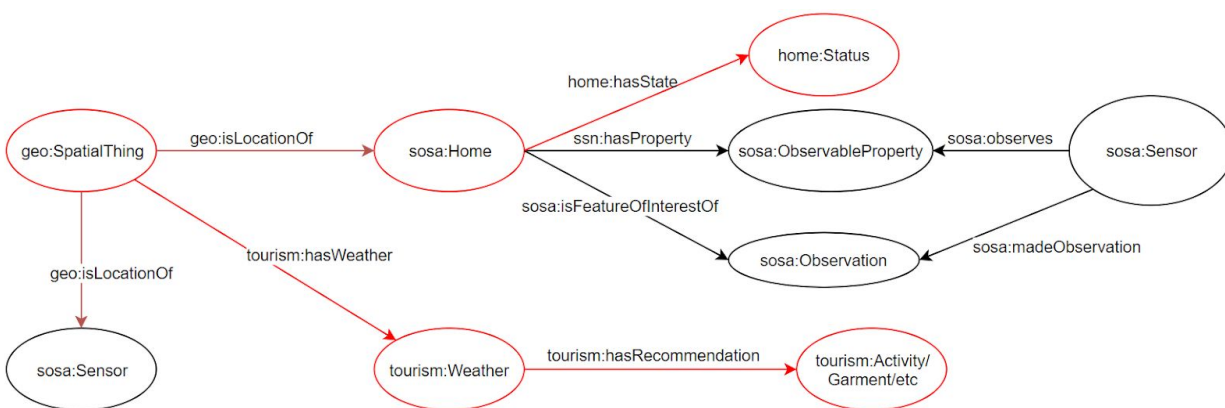 home:Status
home:hasState
geo:isLocationOf
ssn:hasProperty
sosa:observes
geo:SpatialThing
sosa:Home
sosa:ObservableProperty
sosa:Sensor
sosa:isFeatureOfInterestOf
tourism:hasWeather
sosa:madeObservation
sosa:Observation
geo:isLocationOf
tourism:hasRecommendation
sosa:Sensor
tourism:Weather
tourism:Activity/
Garment/etc